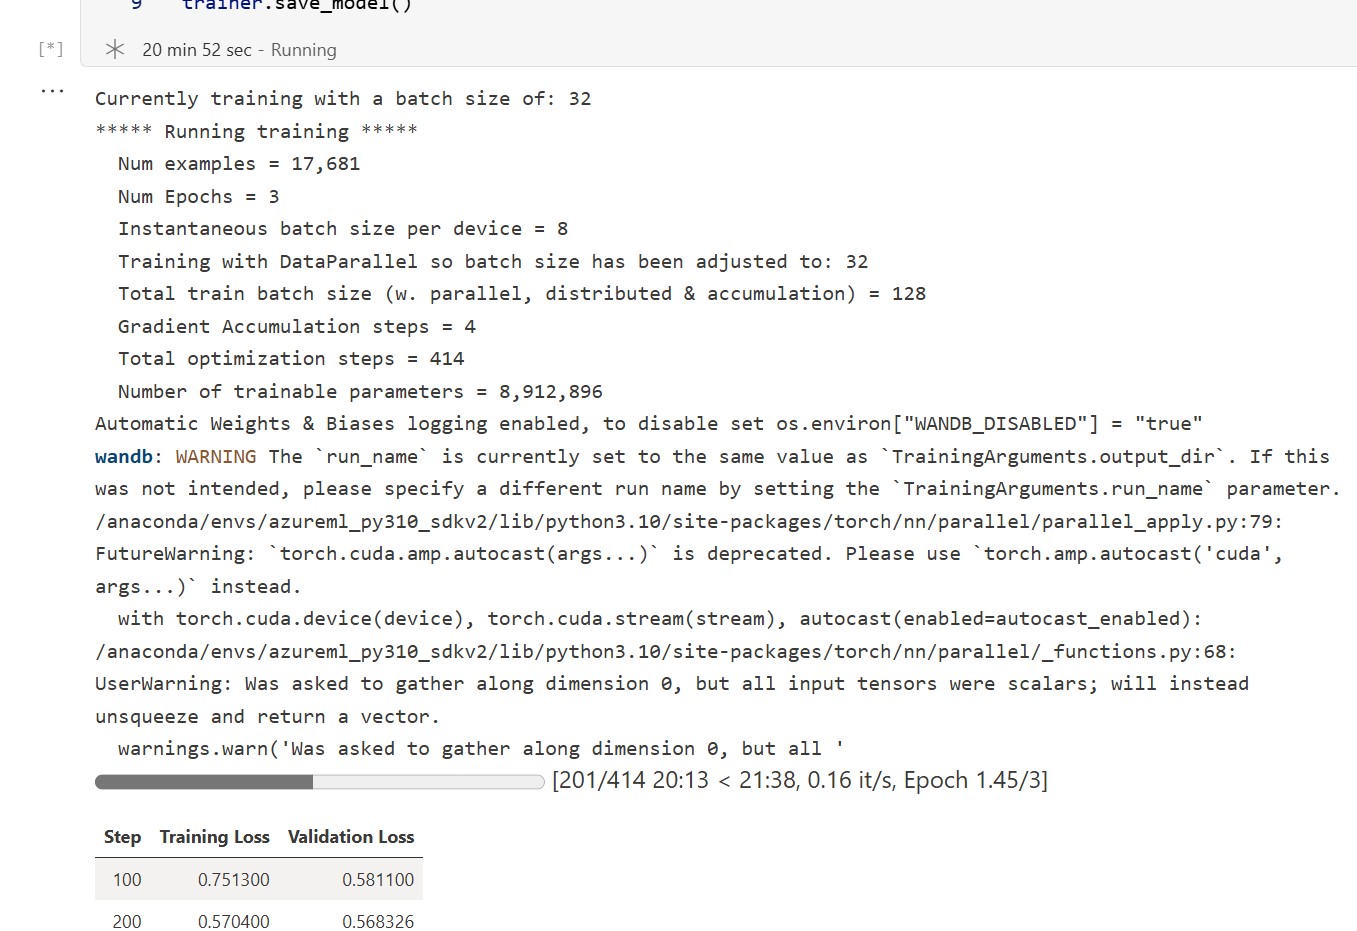 9 trainer.save_model()
[*] 20 min 52 sec - Running
...
Currently training with a batch size of: 32
***** Running training *****
Num examples = 17,681
Num Epochs = 3
Instantaneous batch size per device = 8
Training with DataParallel so batch size has been adjusted to: 32
Total train batch size (w. parallel, distributed & accumulation) = 128
Gradient Accumulation steps = 4
Total optimization steps = 414
Number of trainable parameters = 8,912,896
Automatic Weights & Biases logging enabled, to disable set os.environ["WANDB_DISABLED"] = "true"
wandb: WARNING The `run_name` is currently set to the same value as `TrainingArguments.output_dir`. If this
was not intended, please specify a different run name by setting the `TrainingArguments.run_name` parameter.
/anaconda/envs/azureml_py310_sdkv2/lib/python3.10/site-packages/torch/nn/parallel/parallel_apply.py:79:
FutureWarning: `torch.cuda.amp.autocast(args...)` is deprecated. Please use `torch.amp.autocast('cuda',
args...)` instead.
with torch.cuda.device(device), torch.cuda.stream(stream), autocast(enabled=autocast_enabled):
/anaconda/envs/azureml_py310_sdkv2/lib/python3.10/site-packages/torch/nn/parallel/_functions.py:68:
UserWarning: Was asked to gather along dimension 0, but all input tensors were scalars; will instead
unsqueeze and return a vector.
warnings.warn('Was asked to gather along dimension 0, but all '
[201/414 20:13 < 21:38, 0.16 it/s, Epoch 1.45/3]
Step Training Loss Validation Loss
100 0.751300 0.581100
200 0.570400 0.568326